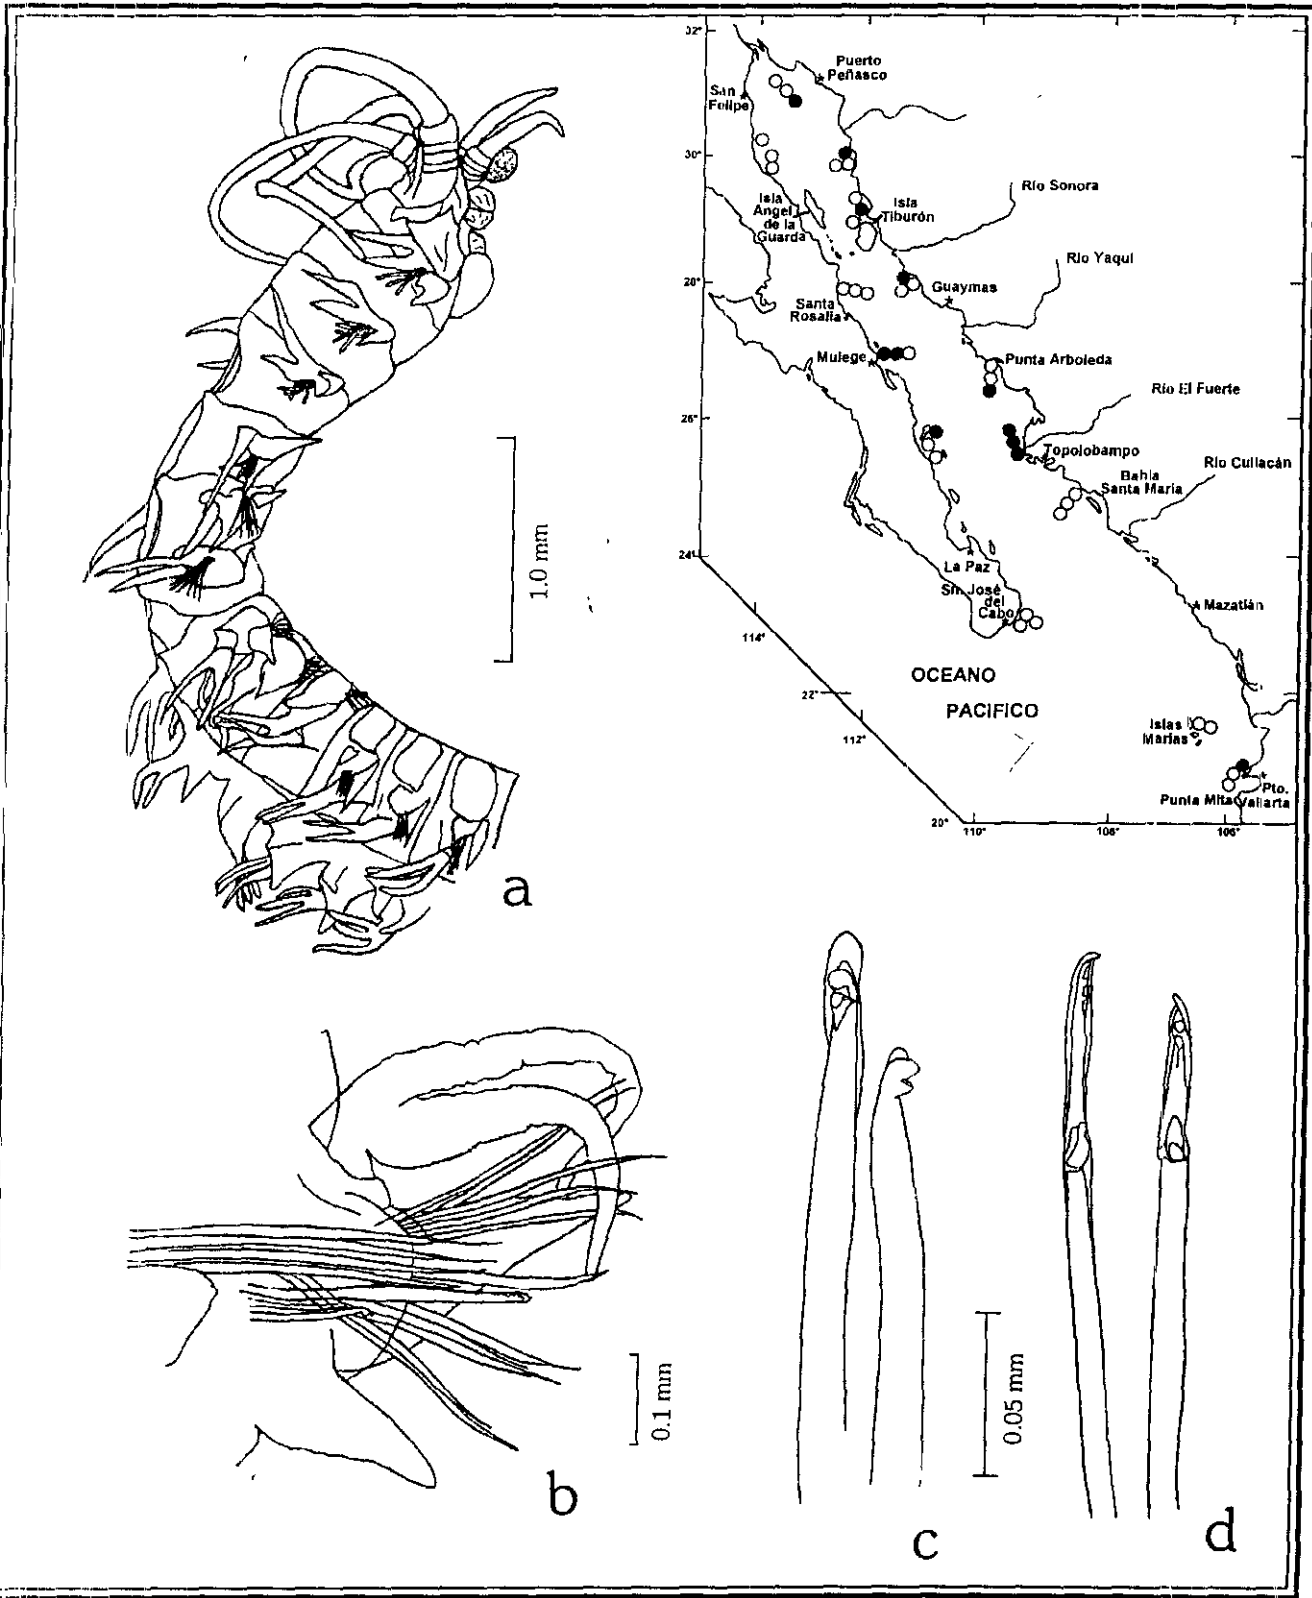 32°
Puerto
Peñasco
San
Felipe
30°
Río Sonora
Isla
Angel
de la
Guarda
Isla
Tiburón
Río Yaqui
28°
Guaymas
Santa
Rosalía
Mulege
Punta Arboleda
Río El Fuerte
26°
Topolobampo
Río Culiacán
Bahía
Santa María
24°
La Paz
Sn. José
del
Cabo
Mazatlán
114°
OCEANO
PACIFICO
22°
112°
Islas
Marías
Pto.
Punta Mita Vallarta
20°
110°
108°
106°
1.0 mm
a
0.1 mm
b
0.05 mm
c
d